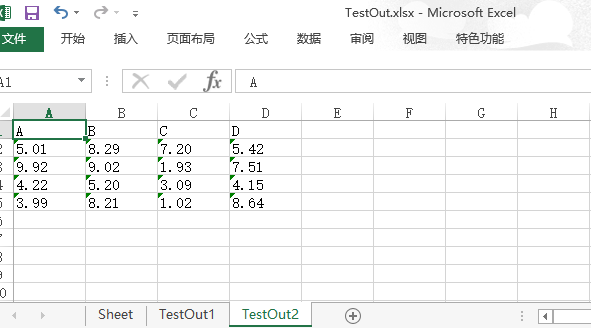 TestOut.xlsx - Microsoft Excel
文件 开始 插入 页面布局 公式 数据 审阅 视图 特色功能
A1 fx A
A B C D E F G H
1 A B C D
2 5.01 8.29 7.20 5.42
3 9.92 9.02 1.93 7.51
4 4.22 5.20 3.09 4.15
5 3.99 8.21 1.02 8.64
6
7
8
9
10
Sheet TestOut1 TestOut2